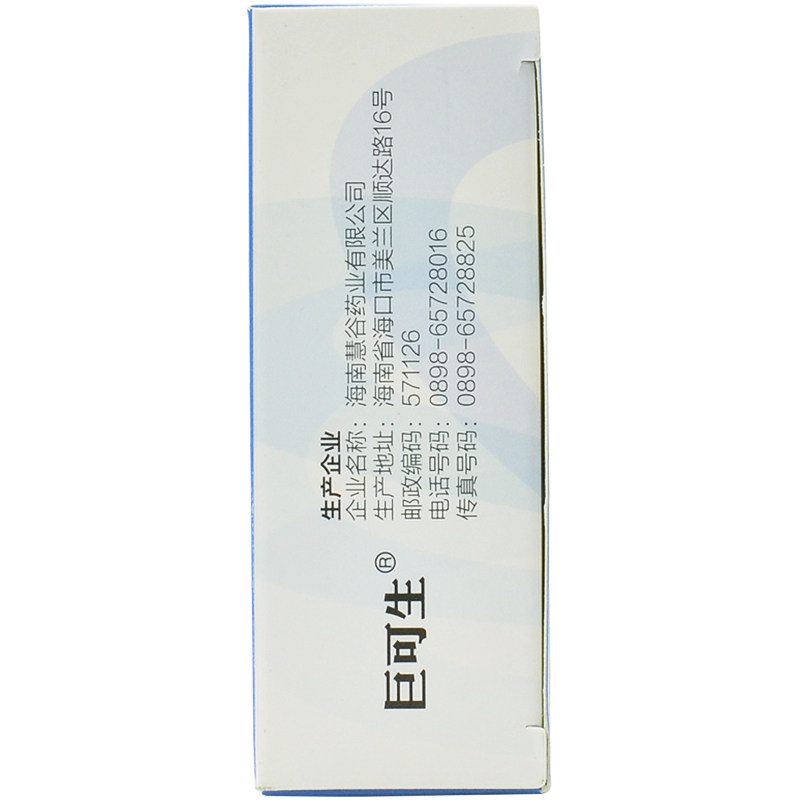 巨可生®
生产企业
企业名称：海南慧谷药业有限公司
生产地址：海南省海口市美兰区顺达路16号
邮政编码：571126
电话号码：0898-65728016
传真号码：0898-65728825